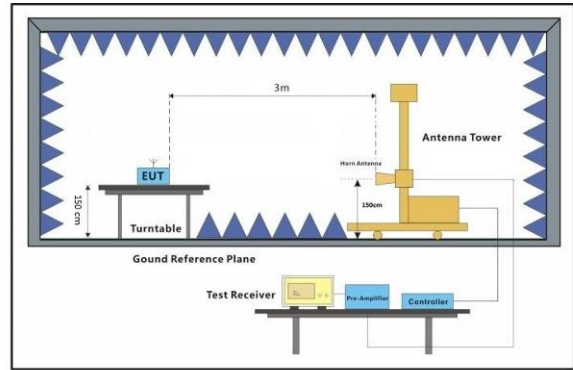 3m
Antenna Tower
Horn Antenna
EUT
150 cm
150cm
Turntable
Gound Reference Plane
Test Receiver
Pre-Amplifier
Controller